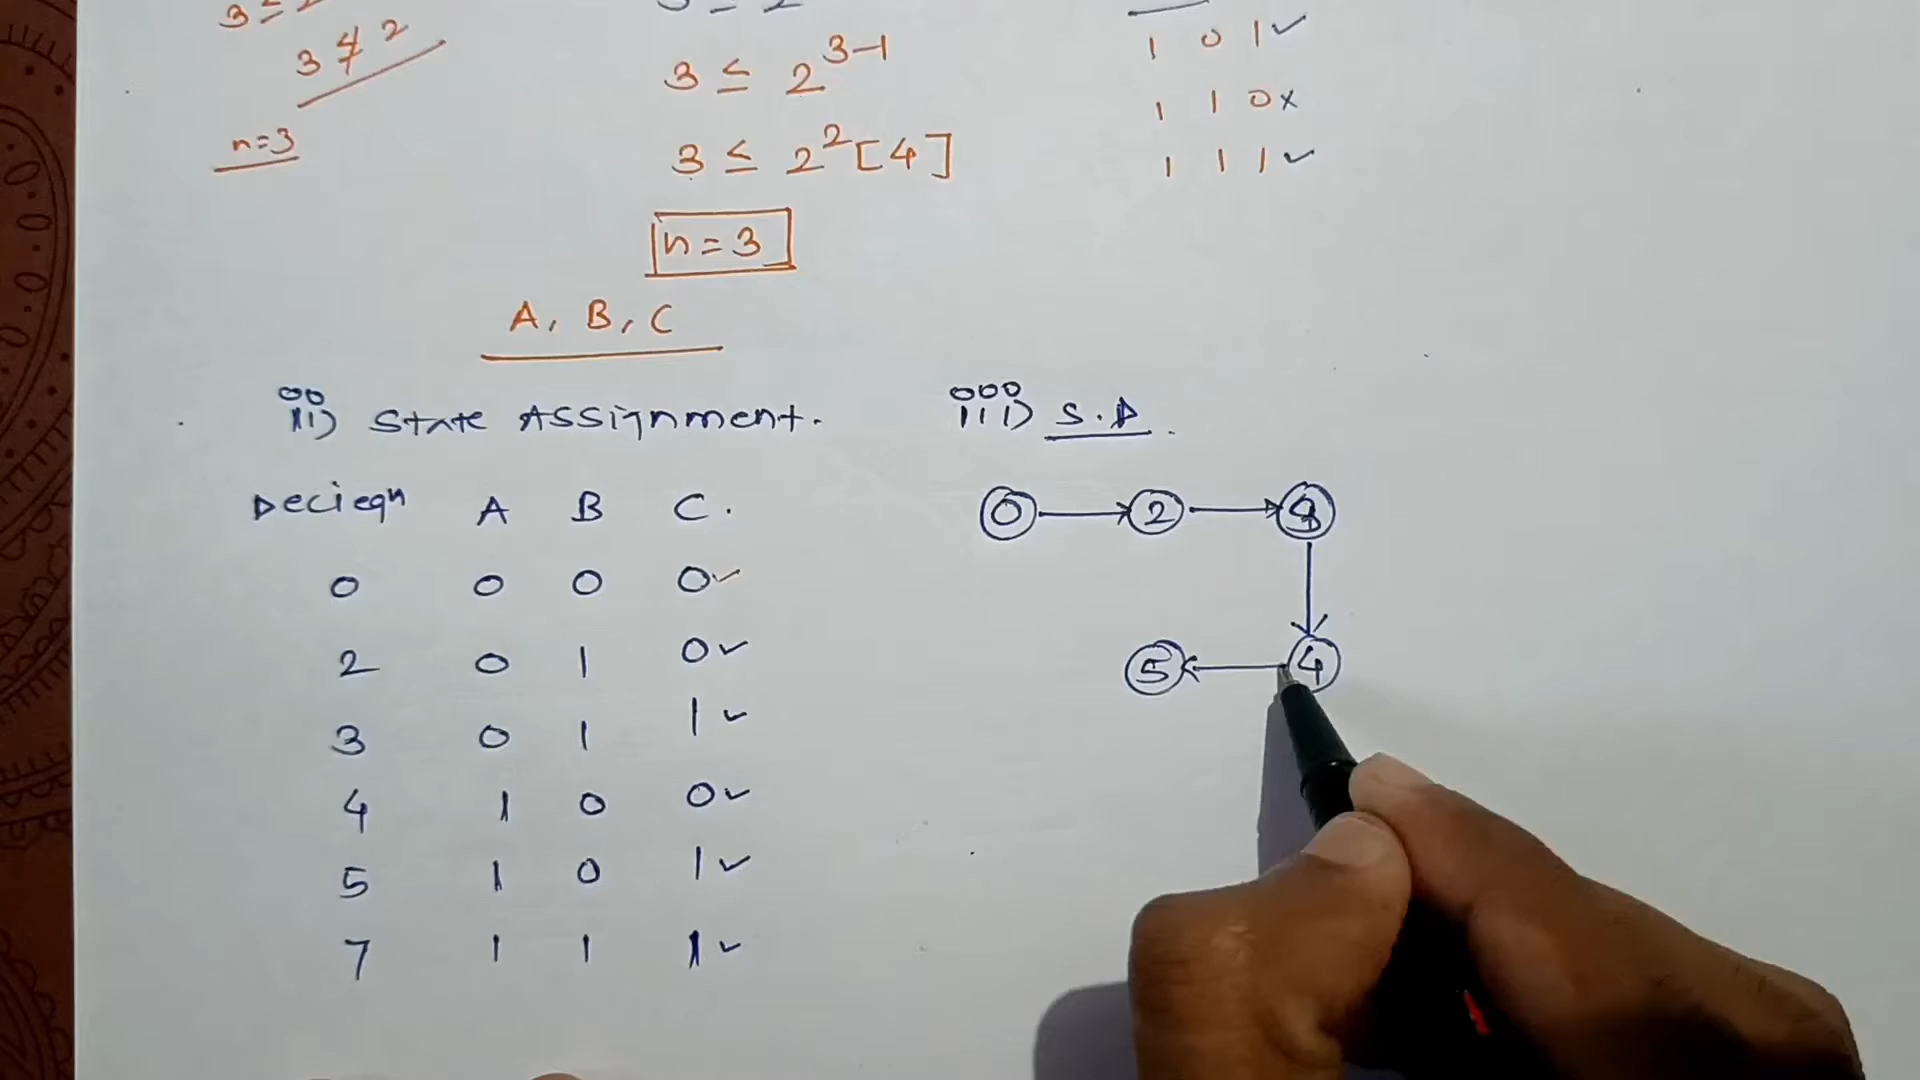 3 ≰ 2
n=3
3 ≤ 2^3-1
3 ≤ 2^2 [4]
n = 3
1 0 1 ✓
1 1 0 x
1 1 1 ✓
A, B, C
ii) State Assignment.
A B C.
0 0 0 0 ✓
2 0 1 0 ✓
3 0 1 1 ✓
4 1 0 0 ✓
5 1 0 1 ✓
7 1 1 1 ✓
iii) S.D.
0 → 2 → 3
5 ← 4